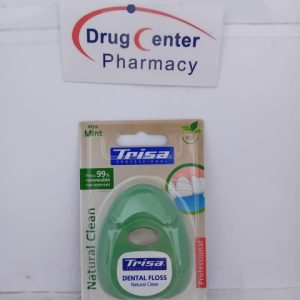 Drug Center
Pharmacy
40m
Mint
eco
Trisa
PROFESSIONAL
99%
renewable
raw materials
Natural Clean
Professional
Trisa
DENTAL FLOSS
Natural Clean